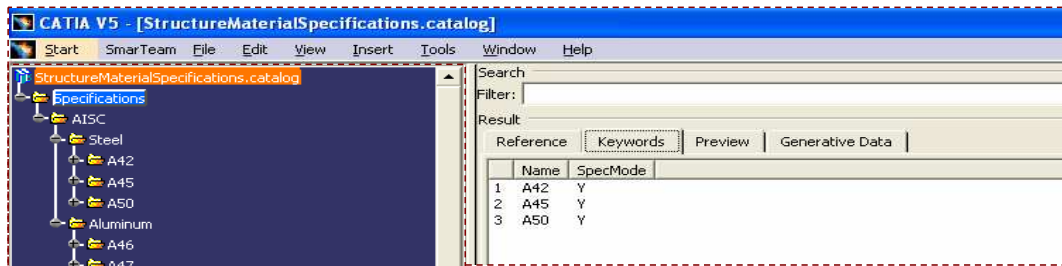 CATIA V5 - [StructureMaterialSpecifications.catalog]
Start SmarTeam File Edit View Insert Tools Window Help
StructureMaterialSpecifications.catalog
Specifications
AISC
Steel
A42
A45
A50
Aluminum
A46
A47
Search
Filter:
Result
Reference Keywords Preview Generative Data
Name SpecMode
1 A42 Y
2 A45 Y
3 A50 Y